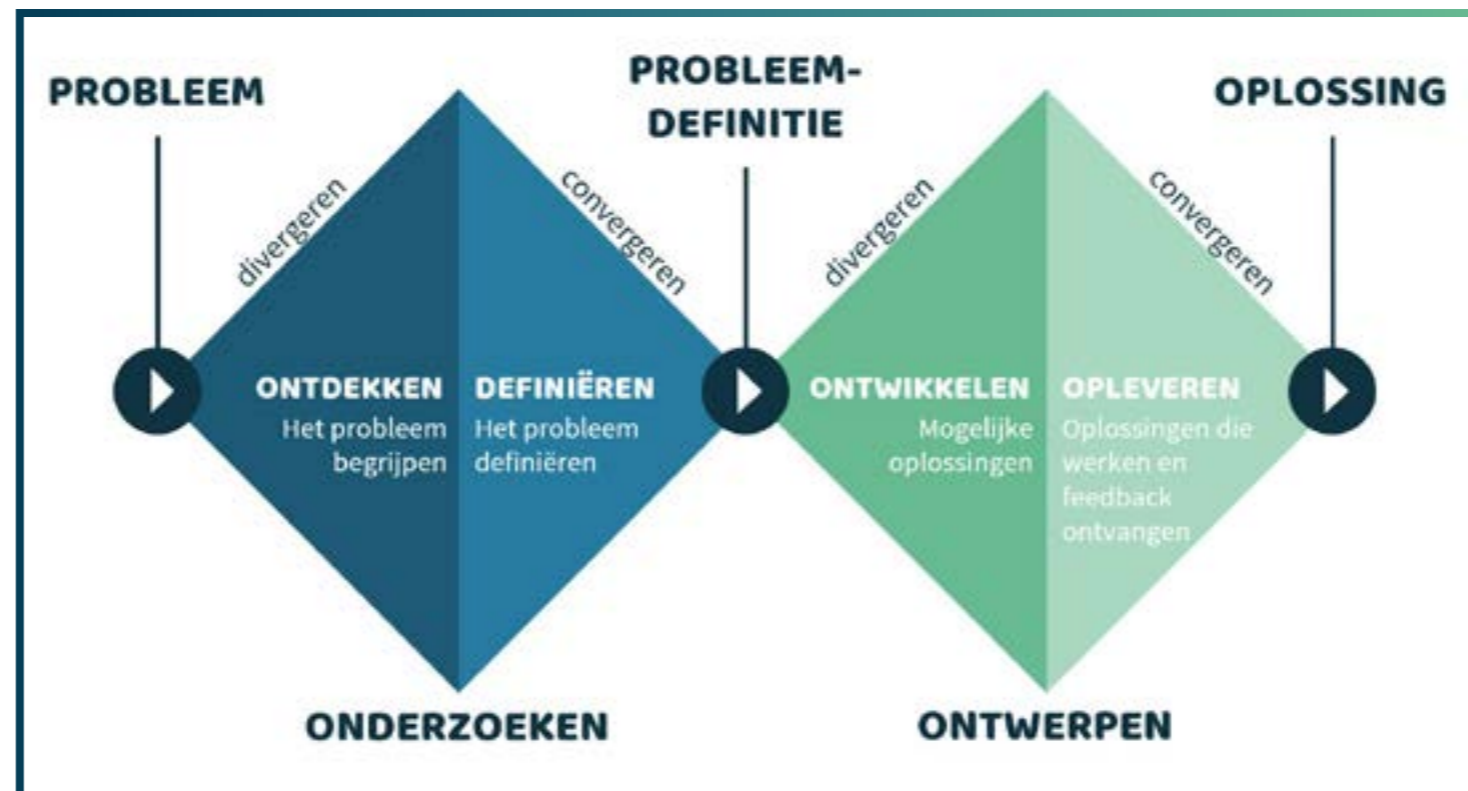 PROBLEEM
PROBLEEM-
DEFINITIE
OPLOSSING
divergeren
convergeren
divergeren
convergeren
ONTDEKKEN
Het probleem
begrijpen
DEFINIËREN
Het probleem
definiëren
ONTWIKKELEN
Mogelijke
oplossingen
OPLEVEREN
Oplossingen die
werken en
feedback
ontvangen
ONDERZOEKEN
ONTWERPEN